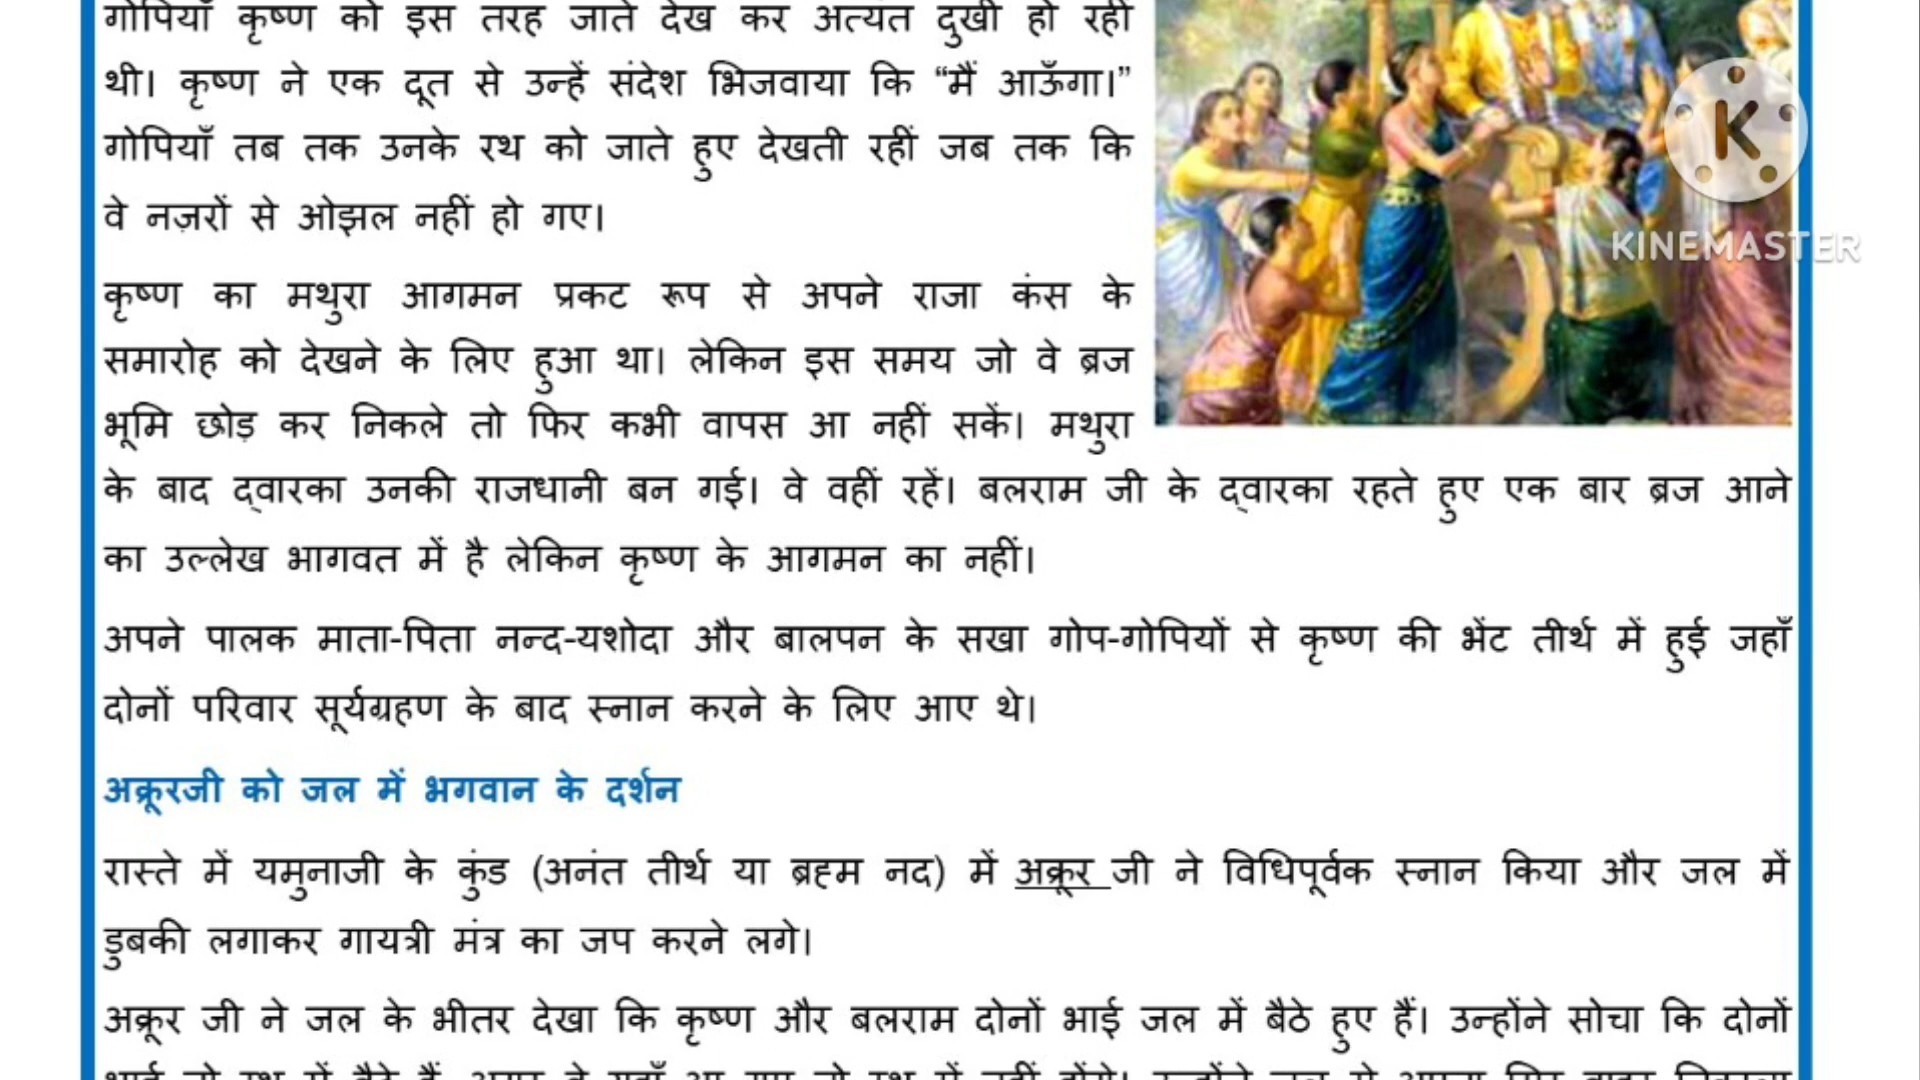 गोपियाँ कृष्ण को इस तरह जाते देख कर अत्यंत दुखी हो रही
थी। कृष्ण ने एक दूत से उन्हें संदेश भिजवाया कि “मैं आऊँगा।”
गोपियाँ तब तक उनके रथ को जाते हुए देखती रहीं जब तक कि
वे नज़रों से ओझल नहीं हो गए।
कृष्ण का मथुरा आगमन प्रकट रूप से अपने राजा कंस के
समारोह को देखने के लिए हुआ था। लेकिन इस समय जो वे ब्रज
भूमि छोड़ कर निकले तो फिर कभी वापस आ नहीं सकें। मथुरा
के बाद द्वारका उनकी राजधानी बन गई। वे वहीं रहें। बलराम जी के द्वारका रहते हुए एक बार ब्रज आने
का उल्लेख भागवत में है लेकिन कृष्ण के आगमन का नहीं।
अपने पालक माता-पिता नन्द-यशोदा और बालपन के सखा गोप-गोपियों से कृष्ण की भेंट तीर्थ में हुई जहाँ
दोनों परिवार सूर्यग्रहण के बाद स्नान करने के लिए आए थे।
अक्रूरजी को जल में भगवान के दर्शन
रास्ते में यमुनाजी के कुंड (अनंत तीर्थ या ब्रह्म नद) में अक्रूर जी ने विधिपूर्वक स्नान किया और जल में
डुबकी लगाकर गायत्री मंत्र का जप करने लगे।
अक्रूर जी ने जल के भीतर देखा कि कृष्ण और बलराम दोनों भाई जल में बैठे हुए हैं। उन्होंने सोचा कि दोनों
K
KINEMASTER